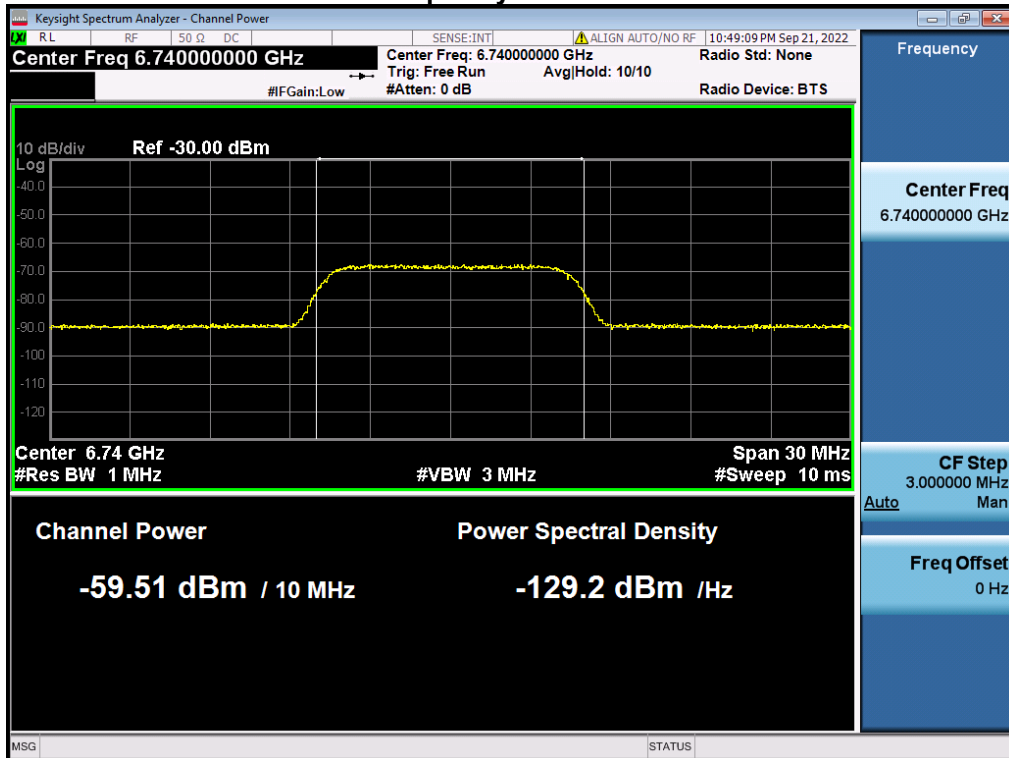 Keysight Spectrum Analyzer - Channel Power
LXI RL RF 50 Ω DC SENSE:INT ALIGN AUTO/NO RF 10:49:09 PM Sep 21, 2022
Center Freq 6.740000000 GHz
Center Freq: 6.740000000 GHz Radio Std: None
Trig: Free Run Avg|Hold: 10/10
#IFGain:Low #Atten: 0 dB Radio Device: BTS
10 dB/div Ref -30.00 dBm
Log
-40.0
-50.0
-60.0
-70.0
-80.0
-90.0
-100
-110
-120
Center 6.74 GHz Span 30 MHz
#Res BW 1 MHz #VBW 3 MHz #Sweep 10 ms
Channel Power Power Spectral Density
-59.51 dBm / 10 MHz -129.2 dBm /Hz
Frequency
Center Freq
6.740000000 GHz
CF Step
3.000000 MHz
Auto Man
Freq Offset
0 Hz
MSG STATUS